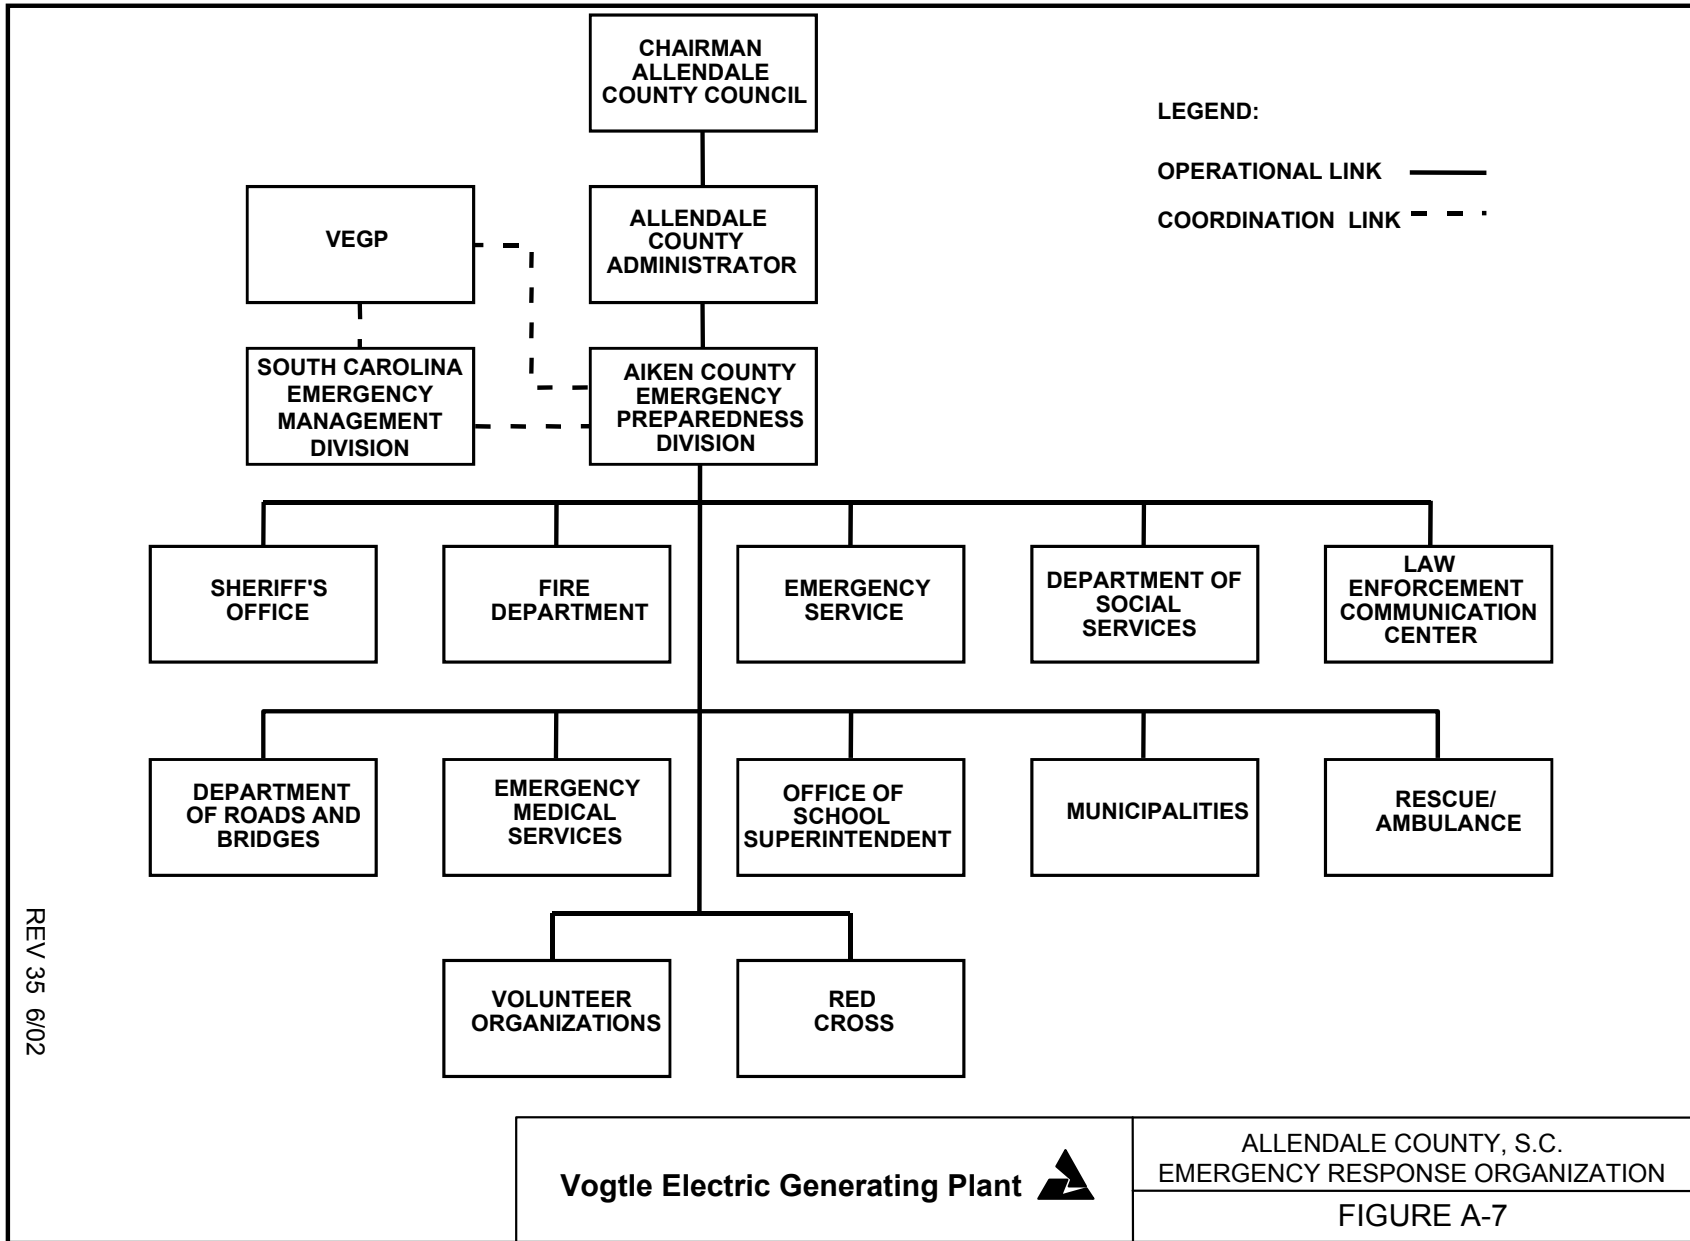 CHAIRMAN
ALLENDALE
COUNTY COUNCIL
LEGEND:
OPERATIONAL LINK
COORDINATION LINK
VEGP
ALLENDALE
COUNTY
ADMINISTRATOR
SOUTH CAROLINA
EMERGENCY
MANAGEMENT
DIVISION
AIKEN COUNTY
EMERGENCY
PREPAREDNESS
DIVISION
SHERIFF'S
OFFICE
FIRE
DEPARTMENT
EMERGENCY
SERVICE
DEPARTMENT OF
SOCIAL
SERVICES
LAW
ENFORCEMENT
COMMUNICATION
CENTER
DEPARTMENT
OF ROADS AND
BRIDGES
EMERGENCY
MEDICAL
SERVICES
OFFICE OF
SCHOOL
SUPERINTENDENT
MUNICIPALITIES
RESCUE/
AMBULANCE
VOLUNTEER
ORGANIZATIONS
RED
CROSS
REV 35 6/02
Vogtle Electric Generating Plant
ALLENDALE COUNTY, S.C.
EMERGENCY RESPONSE ORGANIZATION
FIGURE A-7